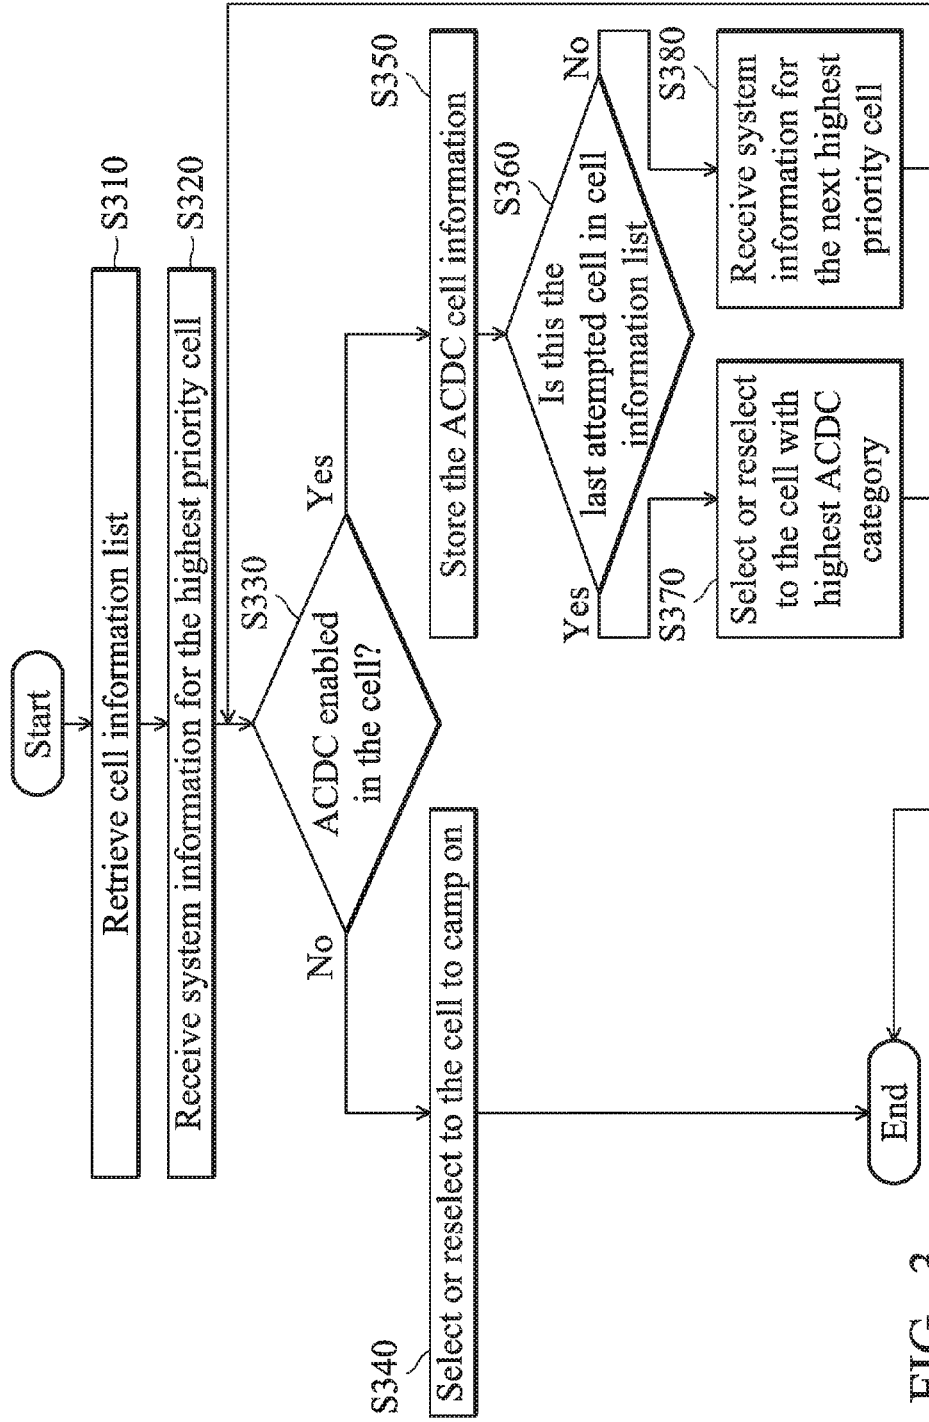 Start
Retrieve cell information list
S310
Receive system information for the highest priority cell
S320
S330
ACDC enabled
in the cell?
No
Yes
S340
Select or reselect to the cell to camp on
S350
Store the ACDC cell information
S360
Is this the
last attempted cell in cell
information list
Yes
No
S370
Select or reselect
to the cell with
highest ACDC
category
S380
Receive system
information for
the next highest
priority cell
End
FIG. 3